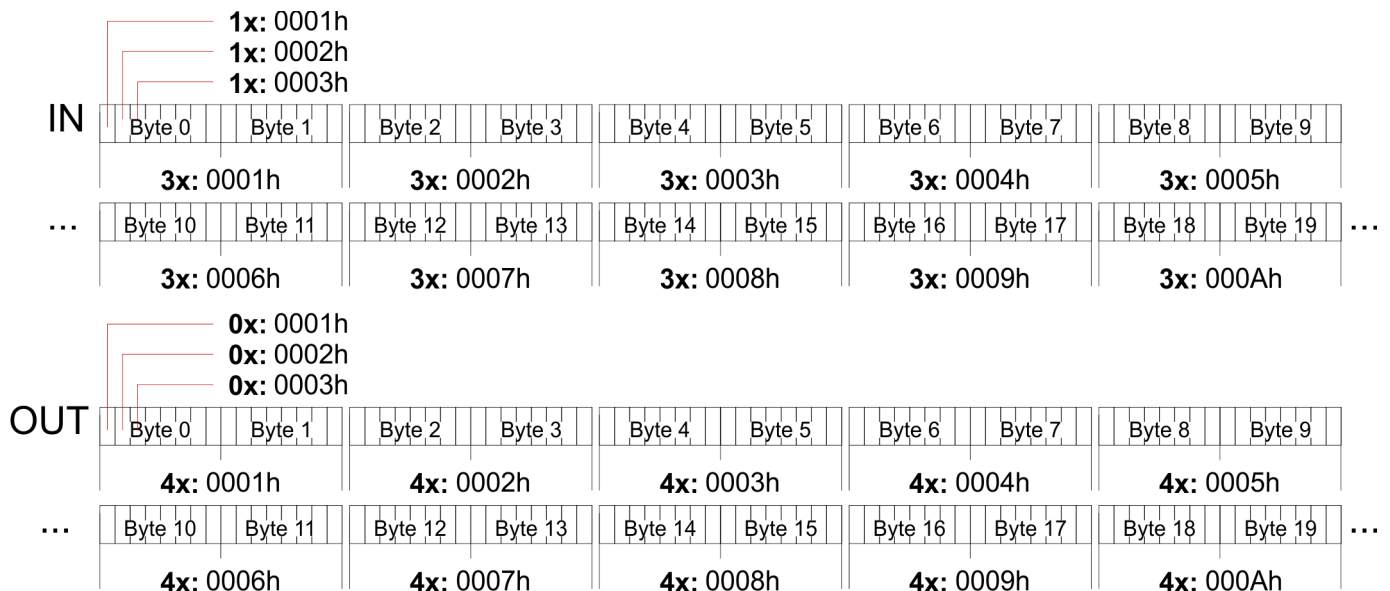 1x: 0001h
1x: 0002h
1x: 0003h
IN Byte 0 Byte 1 Byte 2 Byte 3 Byte 4 Byte 5 Byte 6 Byte 7 Byte 8 Byte 9
3x: 0001h 3x: 0002h 3x: 0003h 3x: 0004h 3x: 0005h
... Byte 10 Byte 11 Byte 12 Byte 13 Byte 14 Byte 15 Byte 16 Byte 17 Byte 18 Byte 19 ...
3x: 0006h 3x: 0007h 3x: 0008h 3x: 0009h 3x: 000Ah
0x: 0001h
0x: 0002h
0x: 0003h
OUT Byte 0 Byte 1 Byte 2 Byte 3 Byte 4 Byte 5 Byte 6 Byte 7 Byte 8 Byte 9
4x: 0001h 4x: 0002h 4x: 0003h 4x: 0004h 4x: 0005h
... Byte 10 Byte 11 Byte 12 Byte 13 Byte 14 Byte 15 Byte 16 Byte 17 Byte 18 Byte 19 ...
4x: 0006h 4x: 0007h 4x: 0008h 4x: 0009h 4x: 000Ah